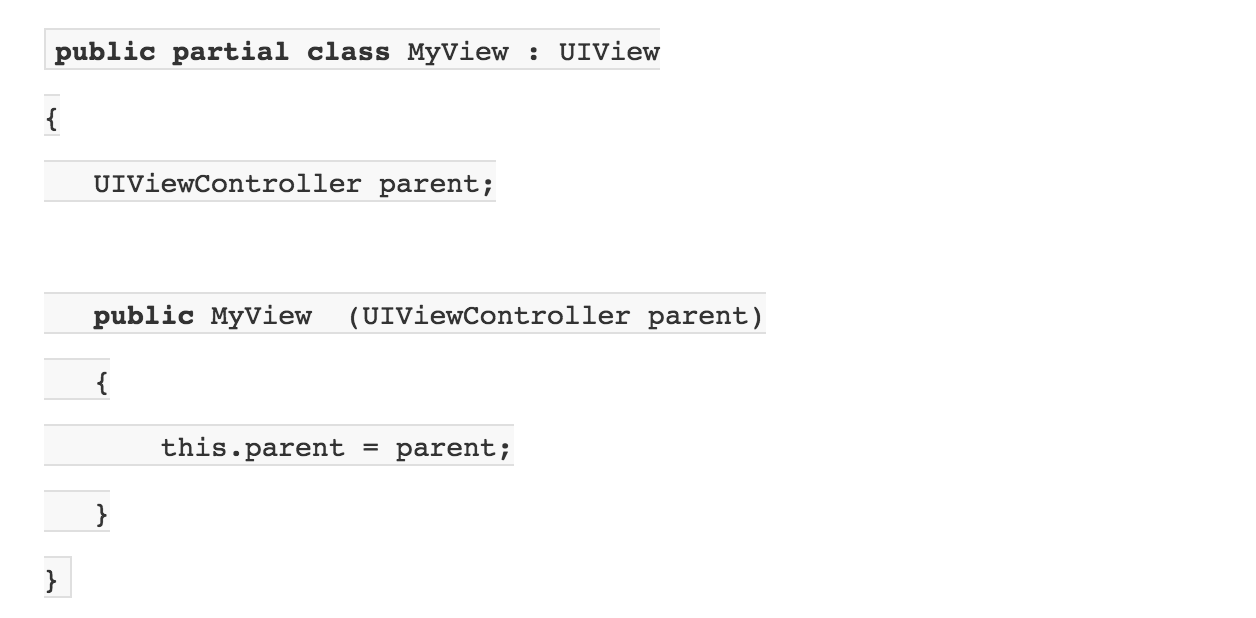 public partial class MyView : UIView
{
   UIViewController parent;
   public MyView  (UIViewController parent)
   {
       this.parent = parent;
   }
}